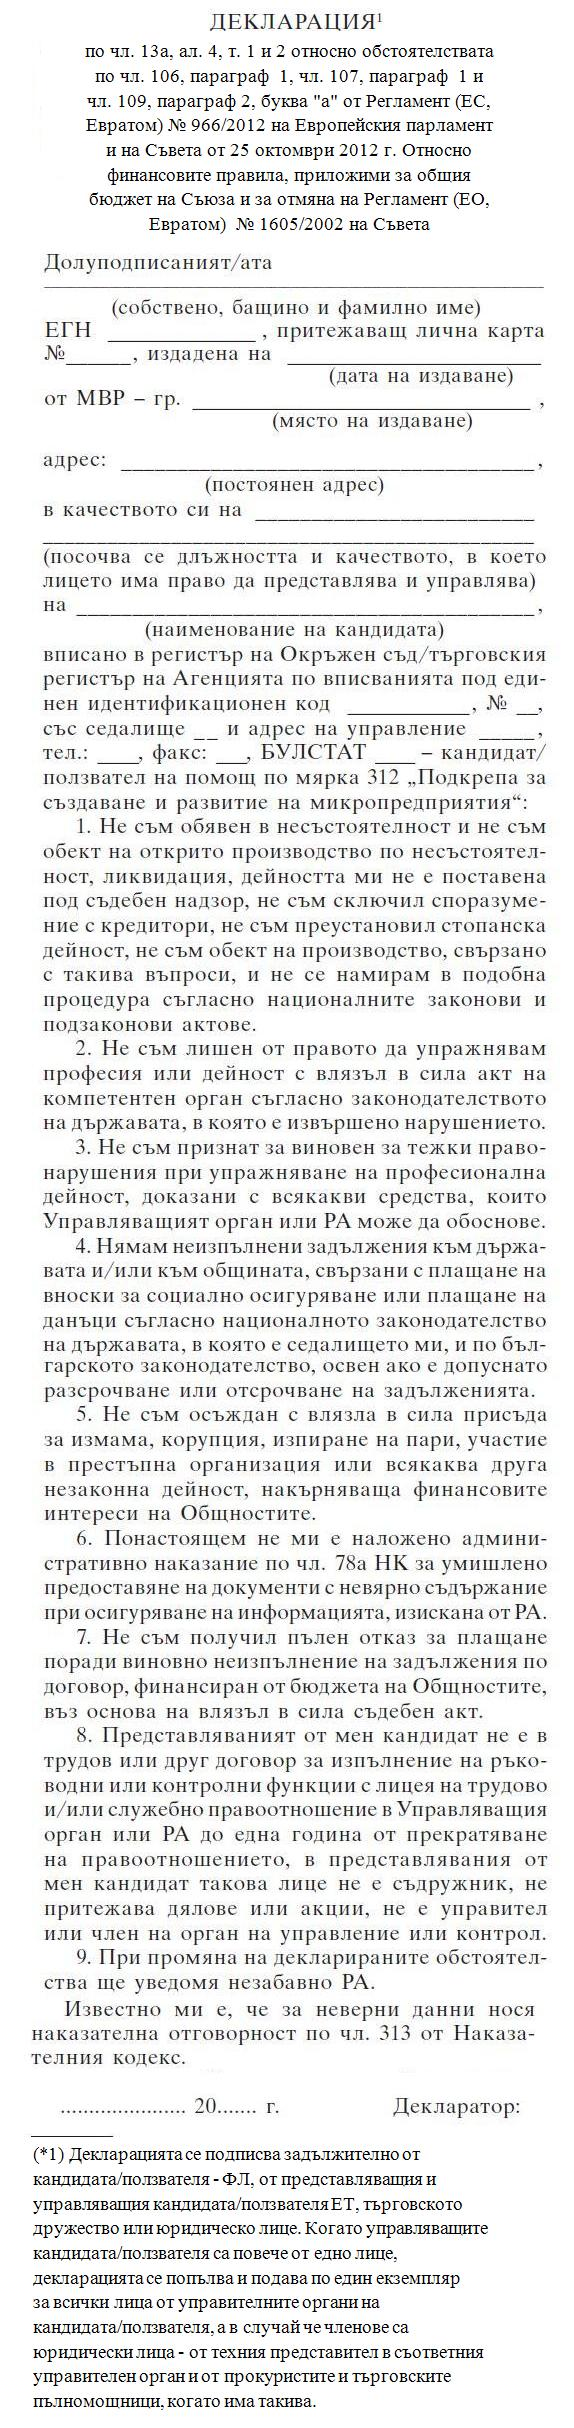 ДЕКЛАРАЦИЯ¹
по чл. 13а, ал. 4, т. 1 и 2 относно обстоятелствата
по чл. 106, параграф 1, чл. 107, параграф 1 и
чл. 109, параграф 2, буква "а" от Регламент (ЕС,
Евратом) № 966/2012 на Европейския парламент
и на Съвета от 25 октомври 2012 г. Относно
финансовите правила, приложими за общия
бюджет на Съюза и за отмяна на Регламент (ЕО,
Евратом) № 1605/2002 на Съвета
Долуподписаният/ата
___________________________________________
(собствено, бащино и фамилно име)
ЕГН _____________ , притежаващ лична карта
№______, издадена на ______________________
(дата на издаване)
от МВР – гр. ______________________________ ,
(място на издаване)
адрес: _____________________________________,
(постоянен адрес)
в качеството си на _________________________
____________________________________________
(посочва се длъжността и качеството, в което
лицето има право да представлява и управлява)
на _________________________________________,
(наименование на кандидата)
вписано в регистър на Окръжен съд/търговския
регистър на Агенцията по вписванията под еди-
нен идентификационен код ___________, № __,
със седалище __ и адрес на управление _____,
тел.: ____, факс: ___, БУЛСТАТ ____ – кандидат/
ползвател на помощ по мярка 312 „Подкрепа за
създаване и развитие на микропредприятия“:
1. Не съм обявен в несъстоятелност и не съм
обект на открито производство по несъстоятел-
ност, ликвидация, дейността ми не е поставена
под съдебен надзор, не съм сключил споразуме-
ние с кредитори, не съм преустановил стопанска
дейност, не съм обект на производство, свързано
с такива въпроси, и не се намирам в подобна
процедура съгласно националните законови и
подзаконови актове.
2. Не съм лишен от правото да упражнявам
професия или дейност с влязъл в сила акт на
компетентен орган съгласно законодателството
на държавата, в която е извършено нарушението.
3. Не съм признат за виновен за тежки право-
нарушения при упражняване на професионална
дейност, доказани с всякакви средства, които
Управляващият орган или РА може да обоснове.
4. Нямам неизпълнени задължения към държа-
вата и/или към общината, свързани с плащане на
вноски за социално осигуряване или плащане на
данъци съгласно националното законодателство
на държавата, в която е седалището ми, и по бъл-
гарското законодателство, освен ако е допуснато
разсрочване или отсрочване на задълженията.
5. Не съм осъждан с влязла в сила присъда
за измама, корупция, изпиране на пари, участие
в престъпна организация или всякаква друга
незаконна дейност, накърняваща финансовите
интереси на Общностите.
6. Понастоящем не ми е наложено админи-
стративно наказание по чл. 78а НК за умишлено
предоставяне на документи с невярно съдържание
при осигуряване на информацията, изискана от РА.
7. Не съм получил пълен отказ за плащане
поради виновно неизпълнение на задължения по
договор, финансиран от бюджета на Общностите,
въз основа на влязъл в сила съдебен акт.
8. Представляваният от мен кандидат не е в
трудов или друг договор за изпълнение на ръко-
водни или контролни функции с лицея на трудово
и/или служебно правоотношение в Управляващия
орган или РА до една година от прекратяване
на правоотношението, в представлявания от
мен кандидат такова лице не е съдружник, не
притежава дялове или акции, не е управител
или член на орган на управление или контрол.
9. При промяна на декларираните обстоятел-
ства ще уведомя незабавно РА.
Известно ми е, че за неверни данни нося
наказателна отговорност по чл. 313 от Наказа-
телния кодекс.
...................... 20....... г. Декларатор:
(*1) Декларацията се подписва задължително от
кандидата/ползвателя - ФЛ, от представляващия и
управляващия кандидата/ползвателя ЕТ, търговското
дружество или юридическо лице. Когато управляващите
кандидата/ползвателя са повече от едно лице,
декларацията се попълва и подава по един екземпляр
за всички лица от управителните органи на
кандидата/ползвателя, а в случай че членове са
юридически лица - от техния представител в съответния
управителен орган и от прокуристите и търговските
пълномощници, когато има такива.